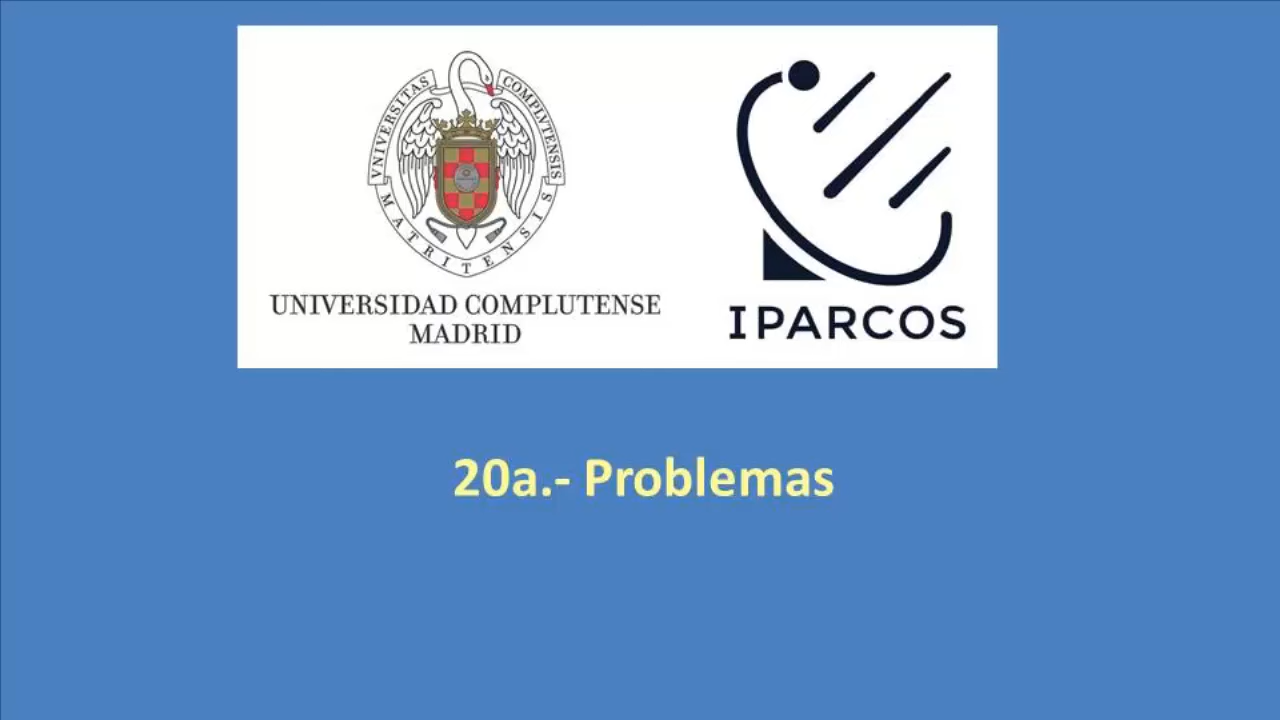 VNIVERSITAS COMPLVTENSIS
MATRITENSIS
UNIVERSIDAD COMPLUTENSE
MADRID
IPARCOS
20a.- Problemas